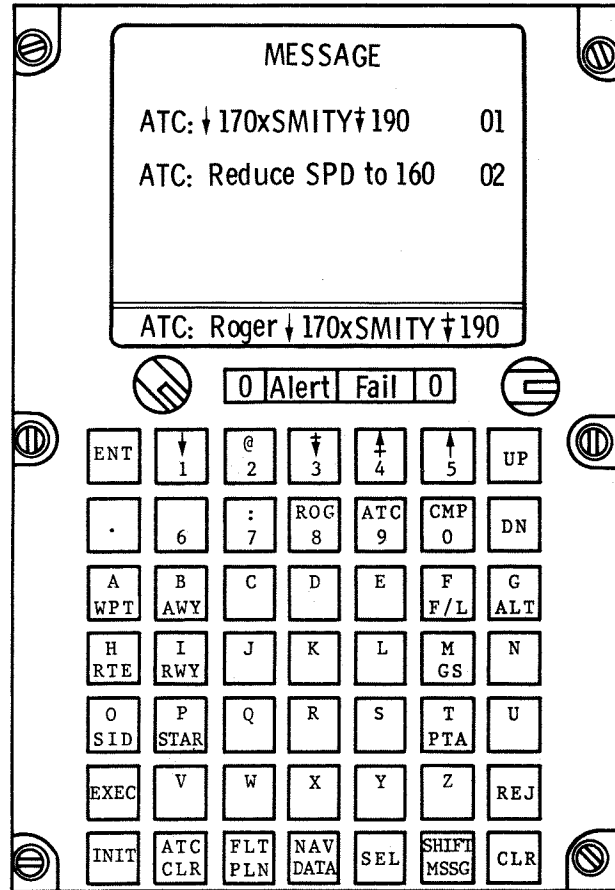 MESSAGE
ATC: ↓ 170xSMITY⤈ 190 01
ATC: Reduce SPD to 160 02
ATC: Roger ↓ 170xSMITY ⤈ 190
0 Alert Fail 0
ENT ↓ 1 @ 2 ⤈ 3 ⤉ 4 ↑ 5 UP
. 6 : 7 ROG 8 ATC 9 CMP 0 DN
A WPT B AWY C D E F F/L G ALT
H RTE I RWY J K L M GS N
O SID P STAR Q R S T PTA U
EXEC V W X Y Z REJ
INIT ATC CLR FLT PLN NAV DATA SEL SHIFT MSSG CLR